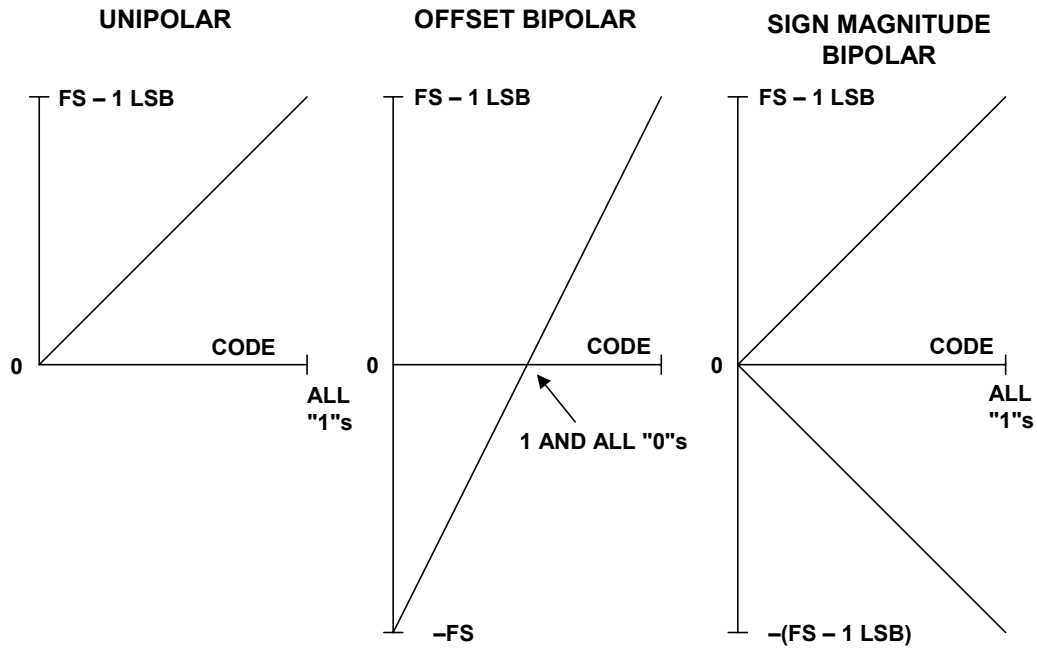 UNIPOLAR
FS – 1 LSB
0
CODE
ALL
"1"s
OFFSET BIPOLAR
FS – 1 LSB
0
CODE
1 AND ALL "0"s
–FS
SIGN MAGNITUDE
BIPOLAR
FS – 1 LSB
0
CODE
ALL
"1"s
–(FS – 1 LSB)